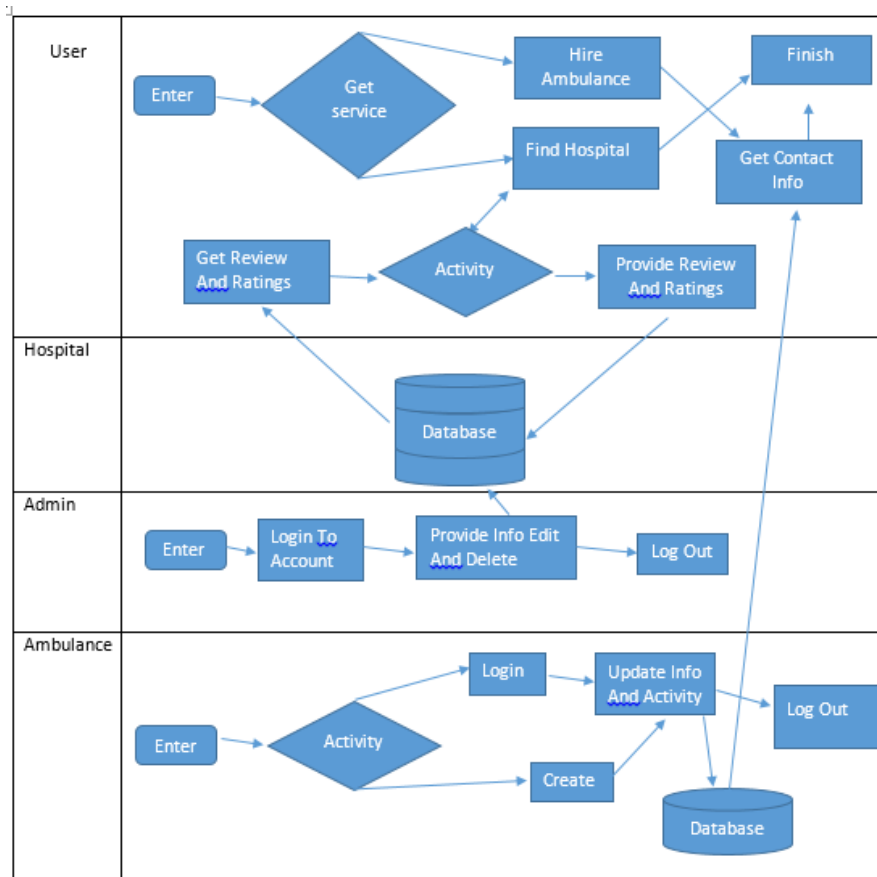 User
Enter
Get
service
Hire
Ambulance
Finish
Find Hospital
Get Contact
Info
Get Review
And Ratings
Activity
Provide Review
And Ratings
Hospital
Database
Admin
Enter
Login To
Account
Provide Info Edit
And Delete
Log Out
Ambulance
Enter
Activity
Login
Update Info
And Activity
Log Out
Create
Database